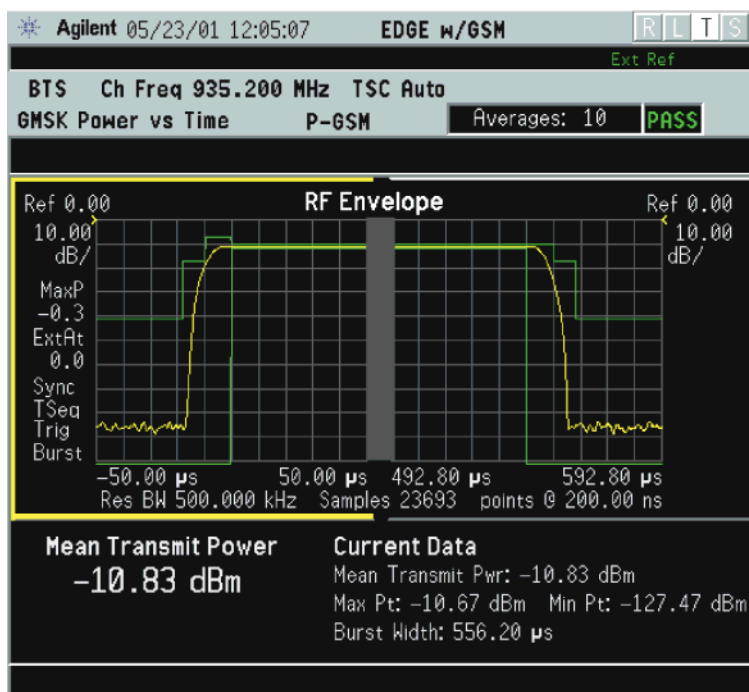 Agilent 05/23/01 12:05:07 EDGE w/GSM R L T S
Ext Ref
BTS Ch Freq 935.200 MHz TSC Auto
GMSK Power vs Time P-GSM Averages: 10 PASS
RF Envelope
Ref 0.00
10.00
dB/
MaxP
-0.3
ExtAt
0.0
Sync
TSeq
Trig
Burst
Ref 0.00
10.00
dB/
-50.00 µs 50.00 µs 492.80 µs 592.80 µs
Res BW 500.000 kHz Samples 23693 points @ 200.00 ns
Mean Transmit Power
-10.83 dBm
Current Data
Mean Transmit Pwr: -10.83 dBm
Max Pt: -10.67 dBm Min Pt: -127.47 dBm
Burst Width: 556.20 µs